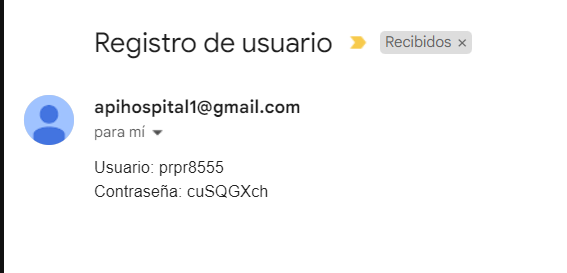 Registro de usuario
Recibidos ×
apihospital1@gmail.com
para mí
Usuario: prpr8555
Contraseña: cuSQGXch